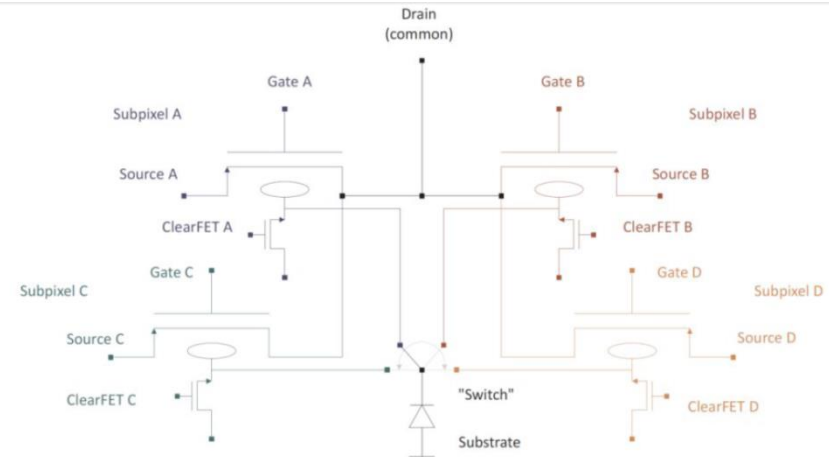 Drain
(common)
Gate A
Gate B
Subpixel A
Subpixel B
Source A
Source B
ClearFET A
ClearFET B
Gate C
Gate D
Subpixel C
Subpixel D
Source C
Source D
ClearFET C
"Switch"
ClearFET D
Substrate